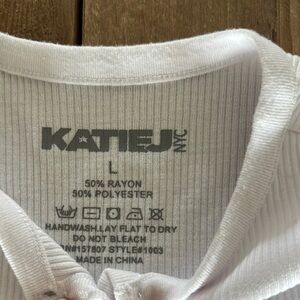 KATIEJ NYC
L
50% RAYON
50% POLYESTER
HANDWASH.LAY FLAT TO DRY
DO NOT BLEACH
RN#157807 STYLE#1003
MADE IN CHINA